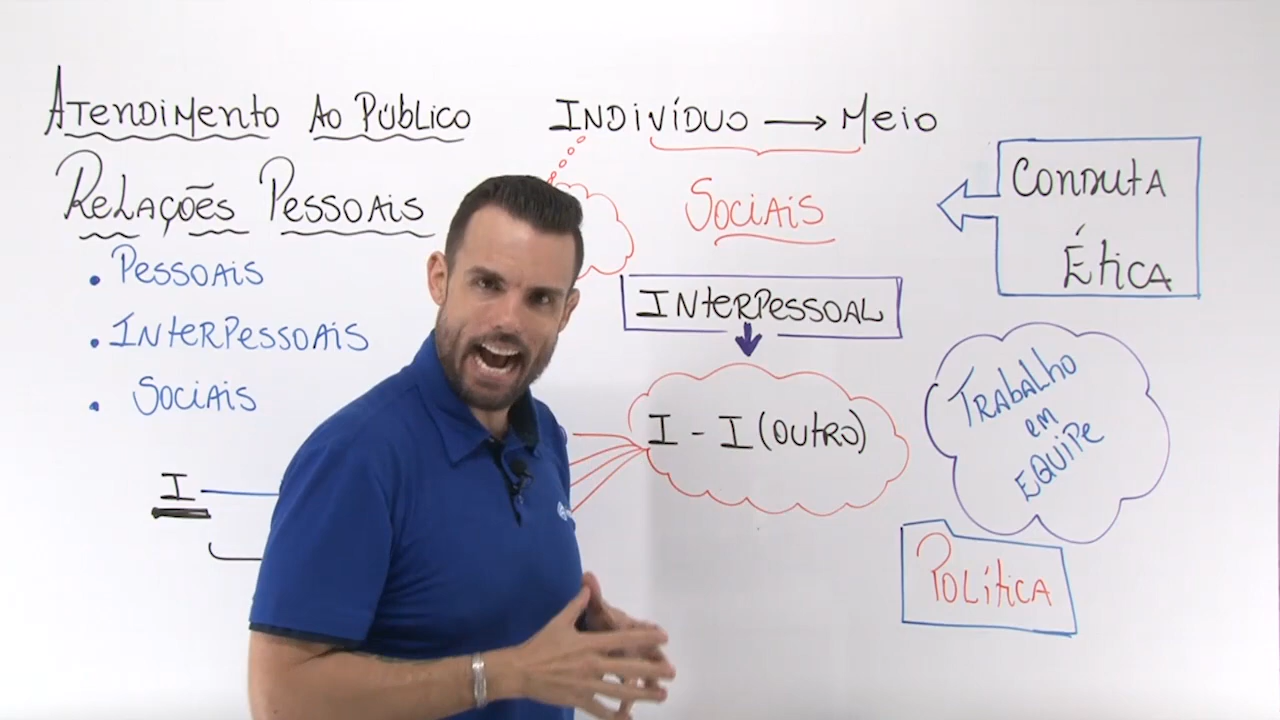 Atendimento Ao Público
Relações Pessoais
• Pessoais
• Interpessoais
• Sociais
I
Indivíduo → Meio
Sociais
Interpessoal
I - I (outro)
Conduta
Ética
Trabalho
em
Equipe
Política